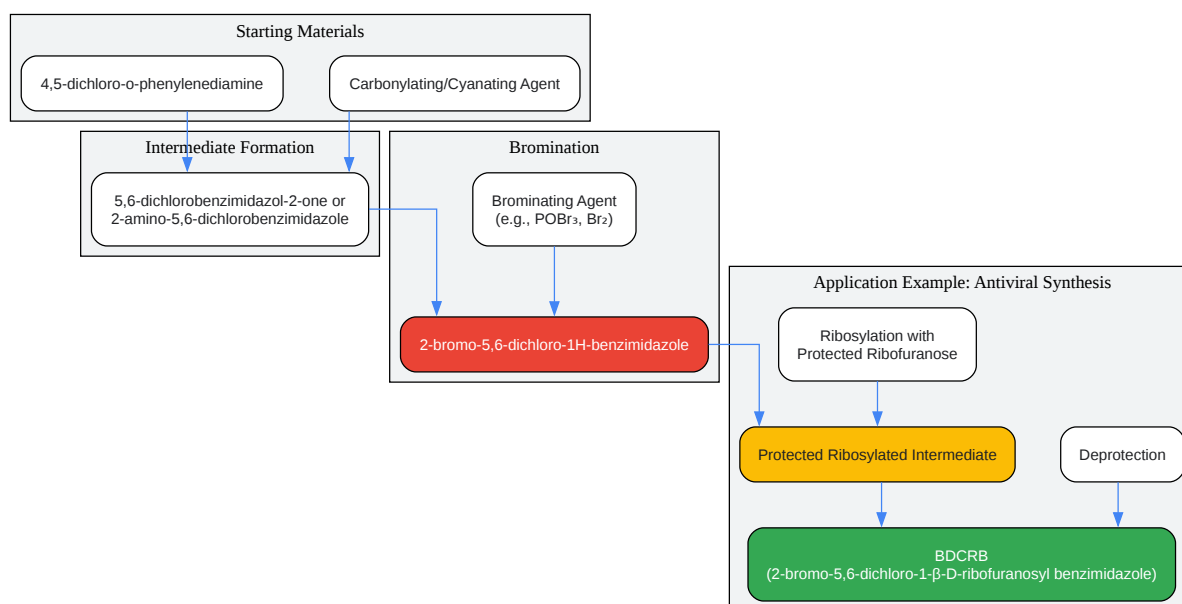 Starting Materials
4,5-dichloro-o-phenylenediamine
Carbonylating/Cyanating Agent
Intermediate Formation
5,6-dichlorobenzimidazol-2-one or
2-amino-5,6-dichlorobenzimidazole
Bromination
Brominating Agent
(e.g., POBr₃, Br₂)
2-bromo-5,6-dichloro-1H-benzimidazole
Application Example: Antiviral Synthesis
Ribosylation with
Protected Ribofuranose
Protected Ribosylated Intermediate
Deprotection
BDCRB
(2-bromo-5,6-dichloro-1-β-D-ribofuranosyl benzimidazole)